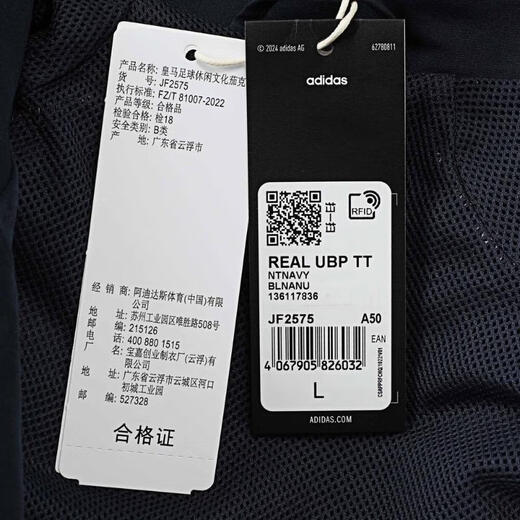 产品名称: 皇马足球休闲文化茄克
货 号: JF2575
执行标准: FZ/T 81007-2022
产品等级: 合格品
检验合格: 检18
安全类别: B类
产 地: 广东省云浮市
经 销 商: 阿迪达斯体育(中国)有限公司
地 址: 苏州工业园区唯胜路508号
邮 编: 215126
电 话: 400 880 1515
厂 名: 宝嘉创业制衣厂(云浮)有限公司
地 址: 广东省云浮市云城区河口初城工业园
邮 编: 527328
合格证
© 2024 adidas AG
62780811
adidas
RFID
REAL UBP TT
NTNAVY
BLNANU
136117836
JF2575 A50
EAN
4 067905 826032
L
ADIDAS.COM